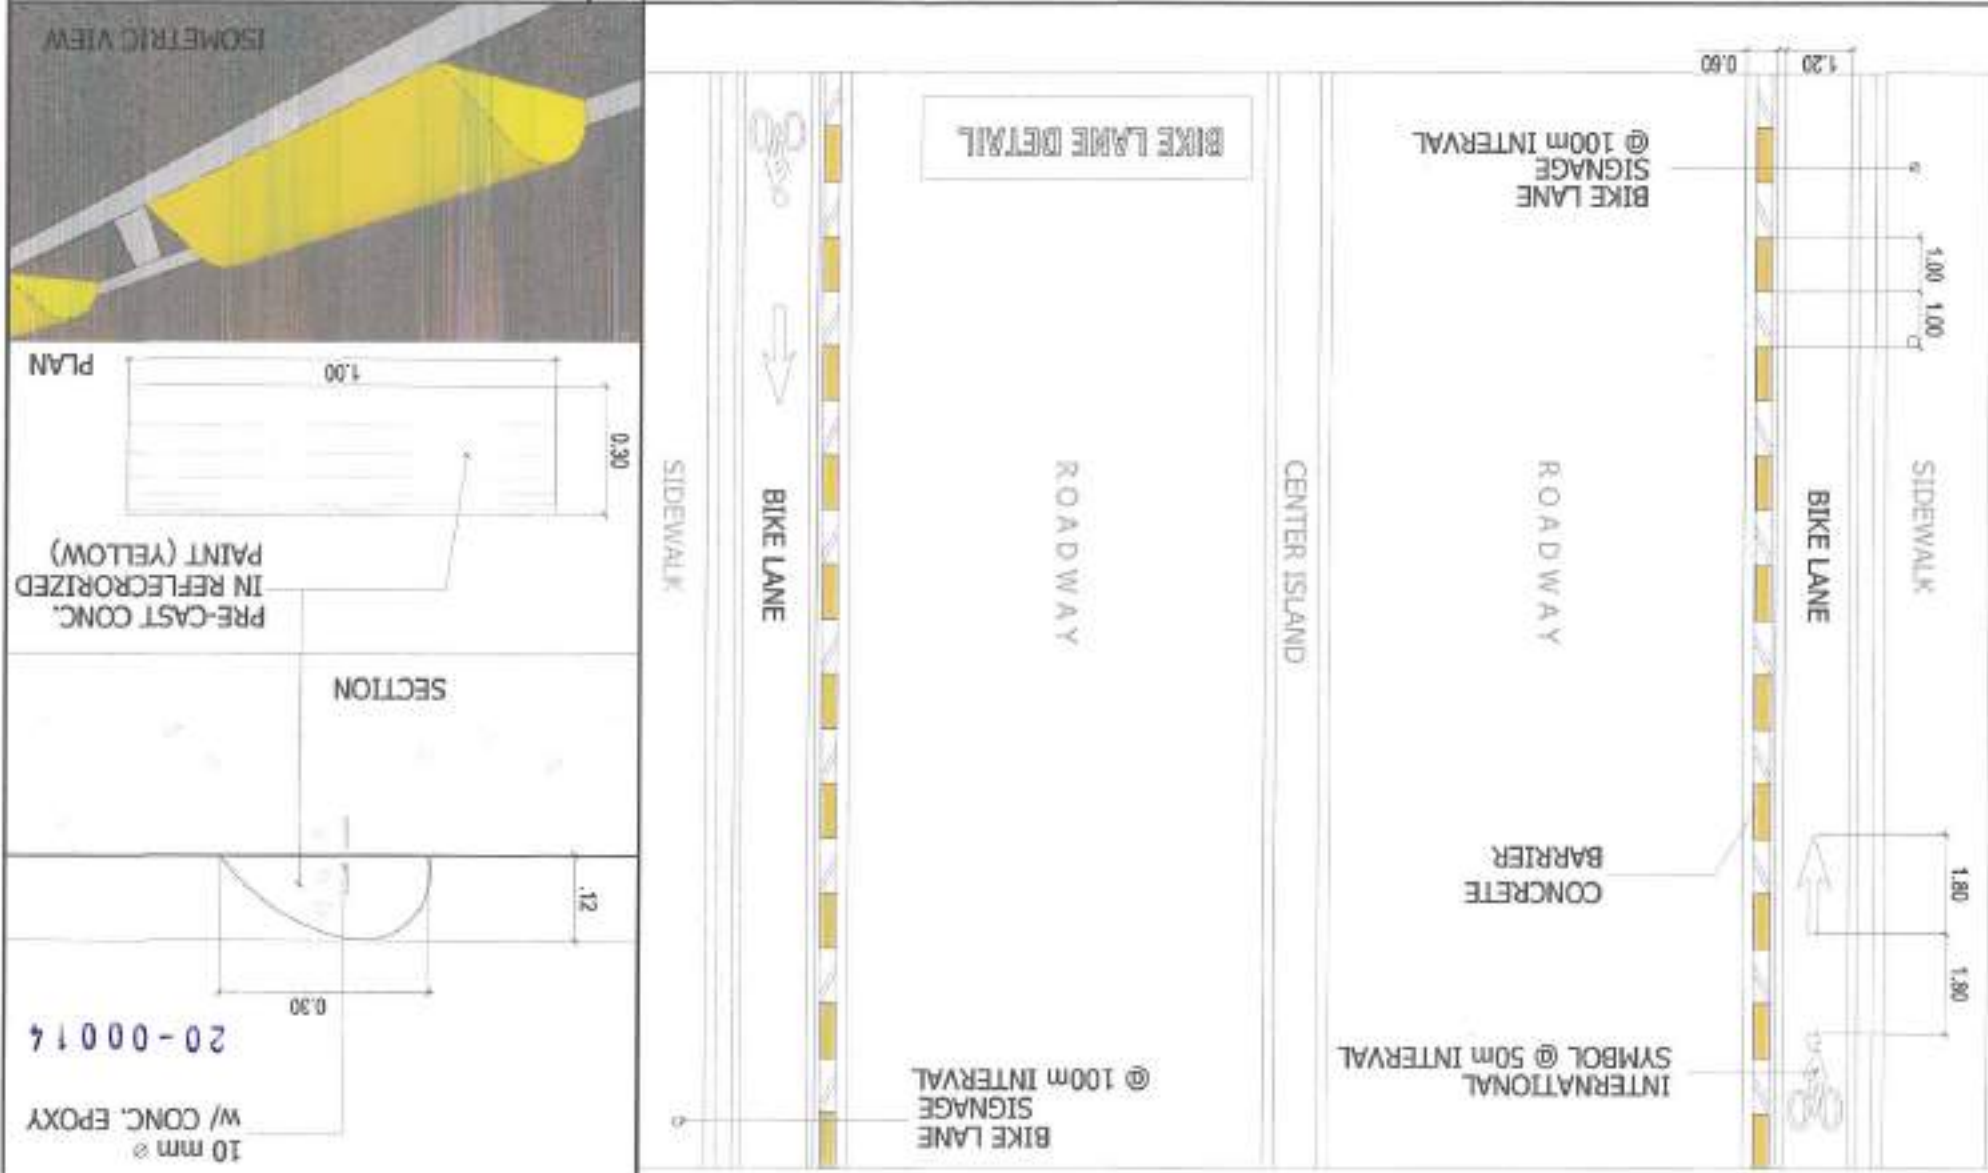 10 mm ⌀
W/ CONC. EPOXY
20-00014
0.30
.12
SECTION
PRE-CAST CONC.
IN REFLECRORIZED
PAINT (YELLOW)
0.30
1.00
PLAN
ISOMETRIC VIEW
INTERNATIONAL
SYMBOL @ 50m INTERVAL
BIKE LANE
SIGNAGE
@ 100m INTERVAL
1.80
1.80
CONCRETE
BARRIER
SIDEWALK
BIKE LANE
ROADWAY
CENTER ISLAND
ROADWAY
BIKE LANE
SIDEWALK
1.00
1.00
BIKE LANE
SIGNAGE
@ 100m INTERVAL
BIKE LANE DETAIL
1.20
0.60